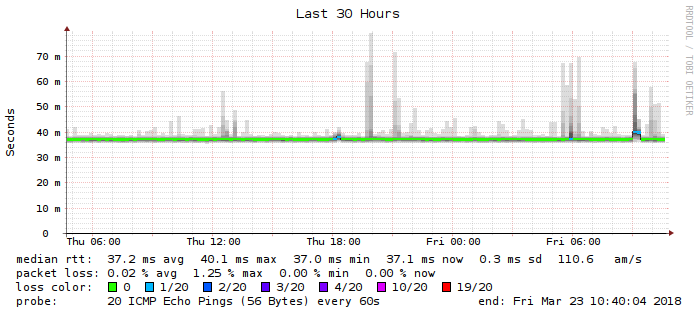 Last 30 Hours
RRDTOOL / TOBI OETIKER
Seconds
70 m
60 m
50 m
40 m
30 m
20 m
10 m
0
Thu 06:00 Thu 12:00 Thu 18:00 Fri 00:00 Fri 06:00
median rtt: 37.2 ms avg 40.1 ms max 37.0 ms min 37.1 ms now 0.3 ms sd 110.6 am/s
packet loss: 0.02 % avg 1.25 % max 0.00 % min 0.00 % now
loss color: 0 1/20 2/20 3/20 4/20 10/20 19/20
probe: 20 ICMP Echo Pings (56 Bytes) every 60s end: Fri Mar 23 10:40:04 2018